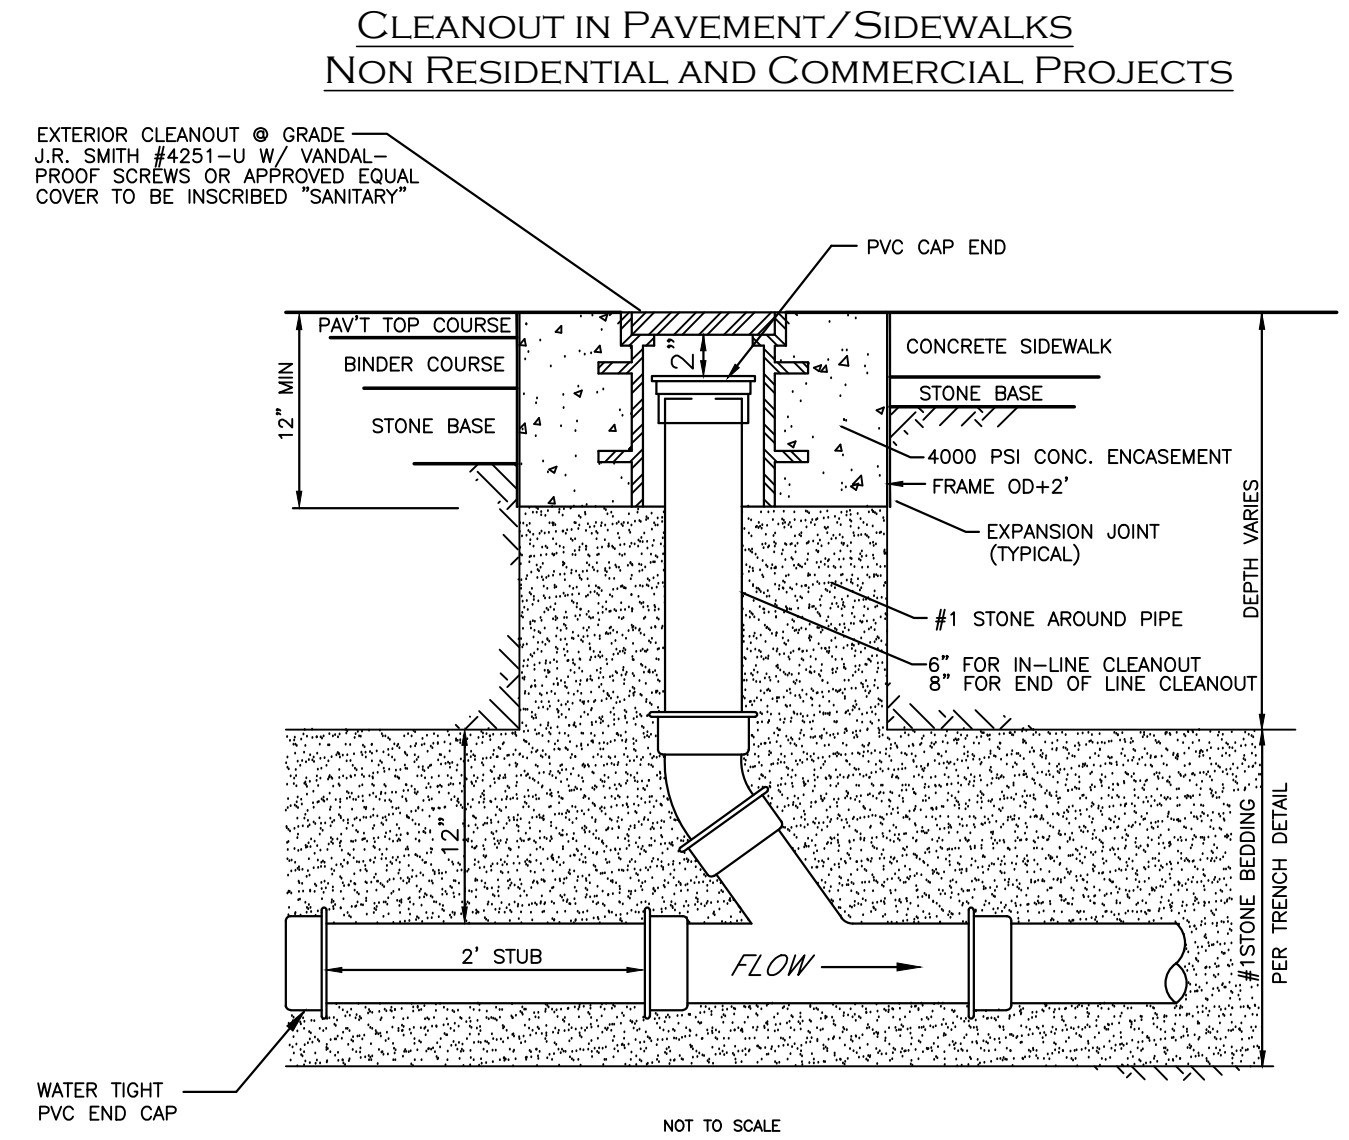 CLEANOUT IN PAVEMENT/SIDEWALKS
NON RESIDENTIAL AND COMMERCIAL PROJECTS
EXTERIOR CLEANOUT @ GRADE
J.R. SMITH #4251-U W/ VANDAL-
PROOF SCREWS OR APPROVED EQUAL
COVER TO BE INSCRIBED "SANITARY"
PVC CAP END
PAV'T TOP COURSE
BINDER COURSE
STONE BASE
12" MIN
2"
CONCRETE SIDEWALK
STONE BASE
4000 PSI CONC. ENCASEMENT
FRAME OD+2'
EXPANSION JOINT
(TYPICAL)
DEPTH VARIES
#1 STONE AROUND PIPE
6" FOR IN-LINE CLEANOUT
8" FOR END OF LINE CLEANOUT
12"
#1STONE BEDDING
PER TRENCH DETAIL
2' STUB
FLOW
WATER TIGHT
PVC END CAP
NOT TO SCALE